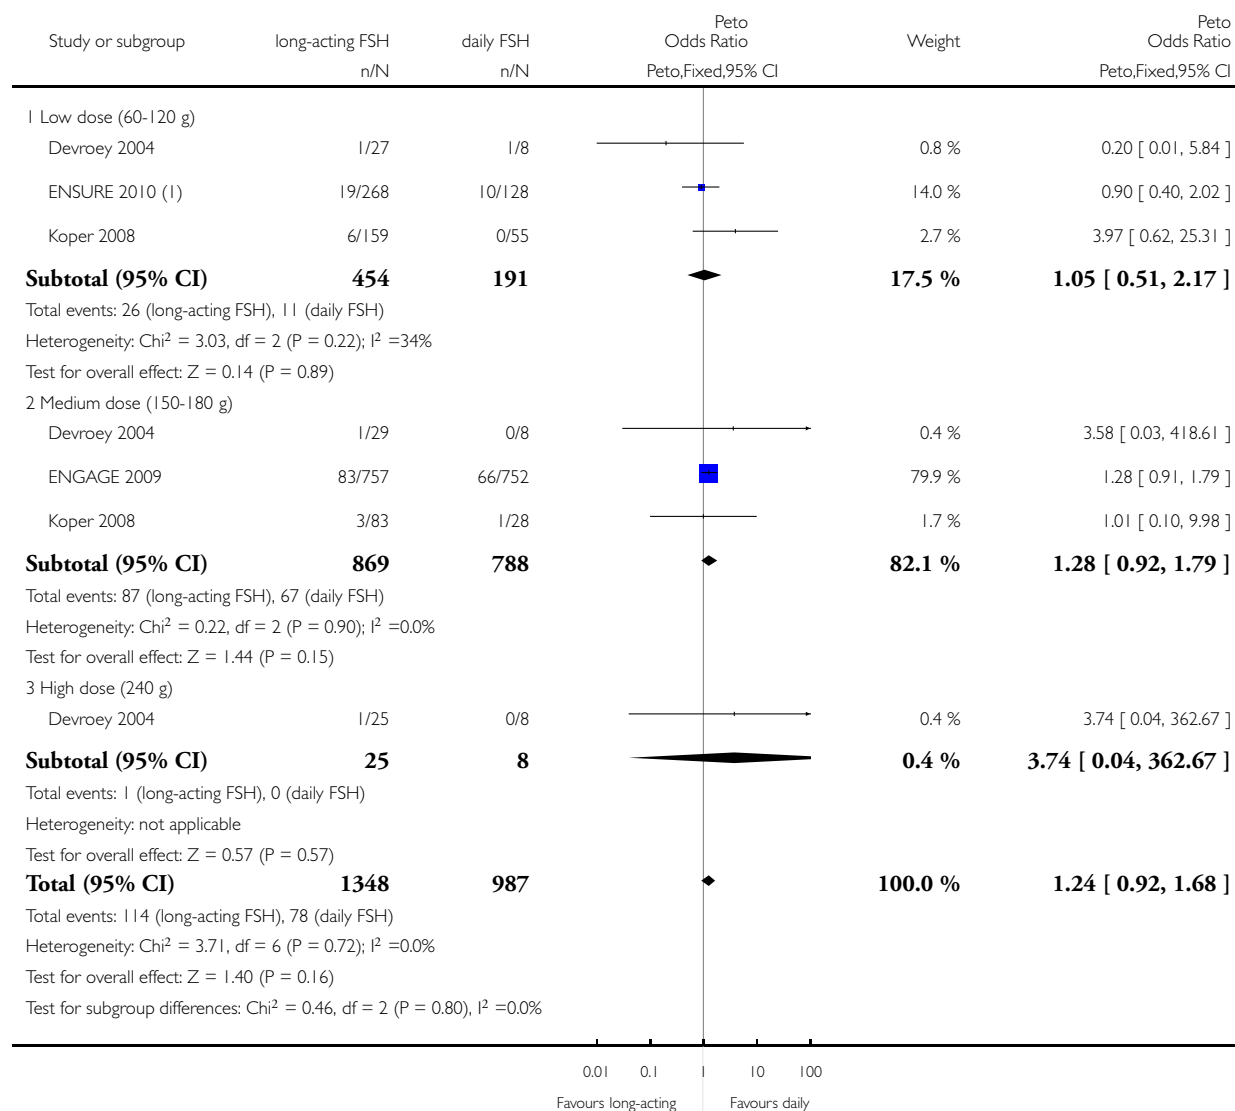 Peto Peto
Study or subgroup long-acting FSH daily FSH Odds Ratio Weight Odds Ratio
n/N n/N Peto,Fixed,95% CI Peto,Fixed,95% CI
1 Low dose (60-120 g)
Devroey 2004 1/27 1/8 0.8 % 0.20 [ 0.01, 5.84 ]
ENSURE 2010 (1) 19/268 10/128 14.0 % 0.90 [ 0.40, 2.02 ]
Koper 2008 6/159 0/55 2.7 % 3.97 [ 0.62, 25.31 ]
Subtotal (95% CI) 454 191 17.5 % 1.05 [ 0.51, 2.17 ]
Total events: 26 (long-acting FSH), 11 (daily FSH)
Heterogeneity: Chi² = 3.03, df = 2 (P = 0.22); I² =34%
Test for overall effect: Z = 0.14 (P = 0.89)
2 Medium dose (150-180 g)
Devroey 2004 1/29 0/8 0.4 % 3.58 [ 0.03, 418.61 ]
ENGAGE 2009 83/757 66/752 79.9 % 1.28 [ 0.91, 1.79 ]
Koper 2008 3/83 1/28 1.7 % 1.01 [ 0.10, 9.98 ]
Subtotal (95% CI) 869 788 82.1 % 1.28 [ 0.92, 1.79 ]
Total events: 87 (long-acting FSH), 67 (daily FSH)
Heterogeneity: Chi² = 0.22, df = 2 (P = 0.90); I² =0.0%
Test for overall effect: Z = 1.44 (P = 0.15)
3 High dose (240 g)
Devroey 2004 1/25 0/8 0.4 % 3.74 [ 0.04, 362.67 ]
Subtotal (95% CI) 25 8 0.4 % 3.74 [ 0.04, 362.67 ]
Total events: 1 (long-acting FSH), 0 (daily FSH)
Heterogeneity: not applicable
Test for overall effect: Z = 0.57 (P = 0.57)
Total (95% CI) 1348 987 100.0 % 1.24 [ 0.92, 1.68 ]
Total events: 114 (long-acting FSH), 78 (daily FSH)
Heterogeneity: Chi² = 3.71, df = 6 (P = 0.72); I² =0.0%
Test for overall effect: Z = 1.40 (P = 0.16)
Test for subgroup differences: Chi² = 0.46, df = 2 (P = 0.80), I² =0.0%
0.01 0.1 1 10 100
Favours long-acting Favours daily